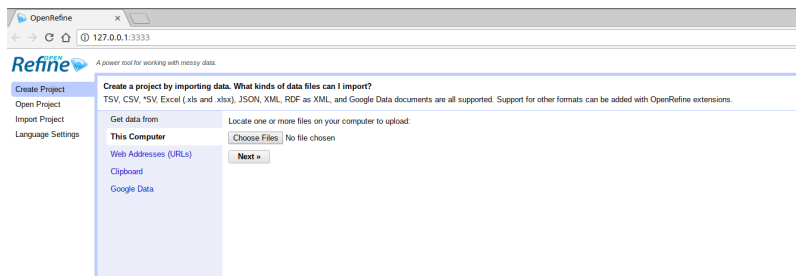 OpenRefine
127.0.0.1:3333
OPEN
Refine
A power tool for working with messy data.
Create Project
Open Project
Import Project
Language Settings
Create a project by importing data. What kinds of data files can I import?
TSV, CSV, *SV, Excel (.xls and .xlsx), JSON, XML, RDF as XML, and Google Data documents are all supported. Support for other formats can be added with OpenRefine extensions.
Get data from
This Computer
Web Addresses (URLs)
Clipboard
Google Data
Locate one or more files on your computer to upload:
Choose Files No file chosen
Next »